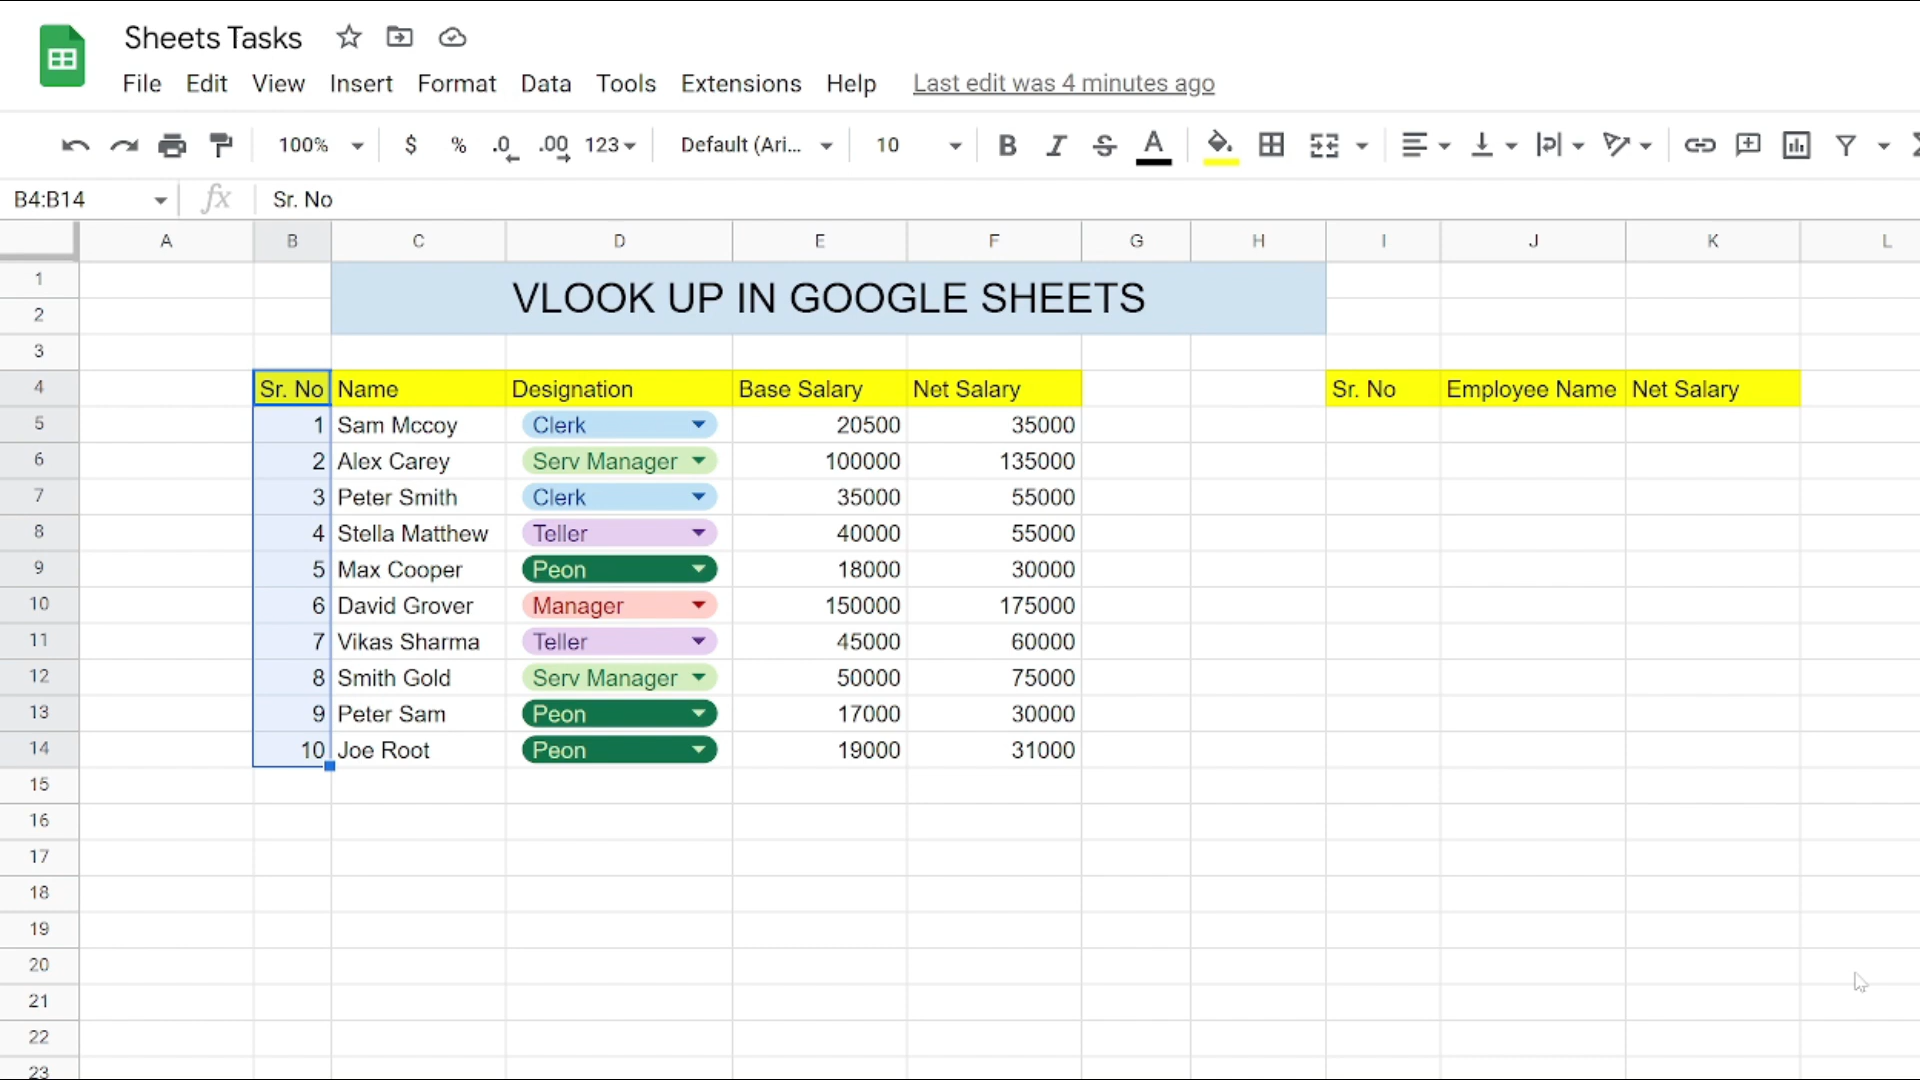 Sheets Tasks
File Edit View Insert Format Data Tools Extensions Help Last edit was 4 minutes ago
100% $ % .0 .00 123 Default (Ari... 10 B I S A
B4:B14 fx Sr. No
A B C D E F G H I J K L
1 VLOOK UP IN GOOGLE SHEETS
2
3
4 Sr. No Name Designation Base Salary Net Salary Sr. No Employee Name Net Salary
5 1 Sam Mccoy Clerk 20500 35000
6 2 Alex Carey Serv Manager 100000 135000
7 3 Peter Smith Clerk 35000 55000
8 4 Stella Matthew Teller 40000 55000
9 5 Max Cooper Peon 18000 30000
10 6 David Grover Manager 150000 175000
11 7 Vikas Sharma Teller 45000 60000
12 8 Smith Gold Serv Manager 50000 75000
13 9 Peter Sam Peon 17000 30000
14 10 Joe Root Peon 19000 31000
15
16
17
18
19
20
21
22
23